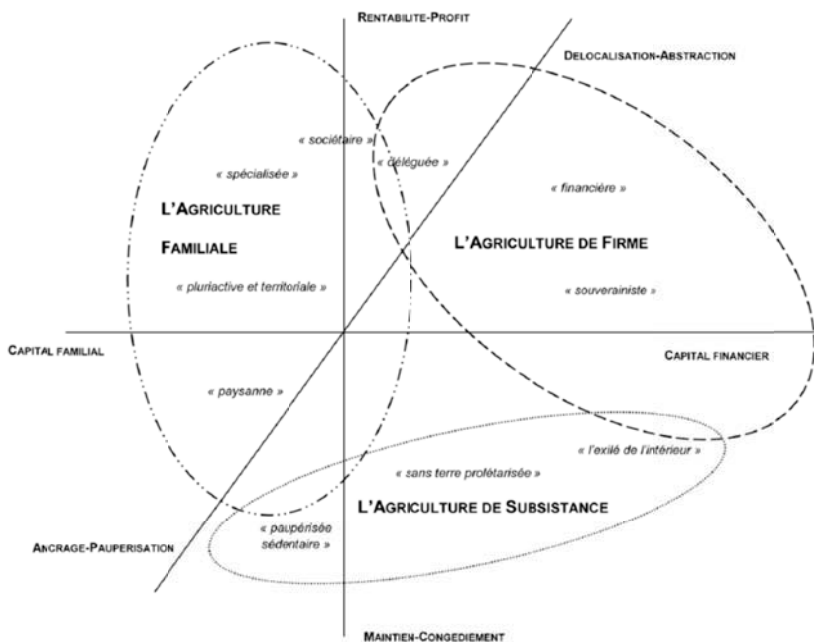 RENTABILITE-PROFIT
DELOCALISATION-ABSTRACTION
« sociétaire »
« déléguée »
« spécialisée »
« financière »
L'AGRICULTURE
FAMILIALE
L'AGRICULTURE DE FIRME
« pluriactive et territoriale »
« souverainiste »
CAPITAL FAMILIAL
CAPITAL FINANCIER
« paysanne »
« l'exilé de l'intérieur »
« sans terre prolétarisée »
L'AGRICULTURE DE SUBSISTANCE
« paupérisée
sédentaire »
ANCRAGE-PAUPERISATION
MAINTIEN-CONGEDIEMENT